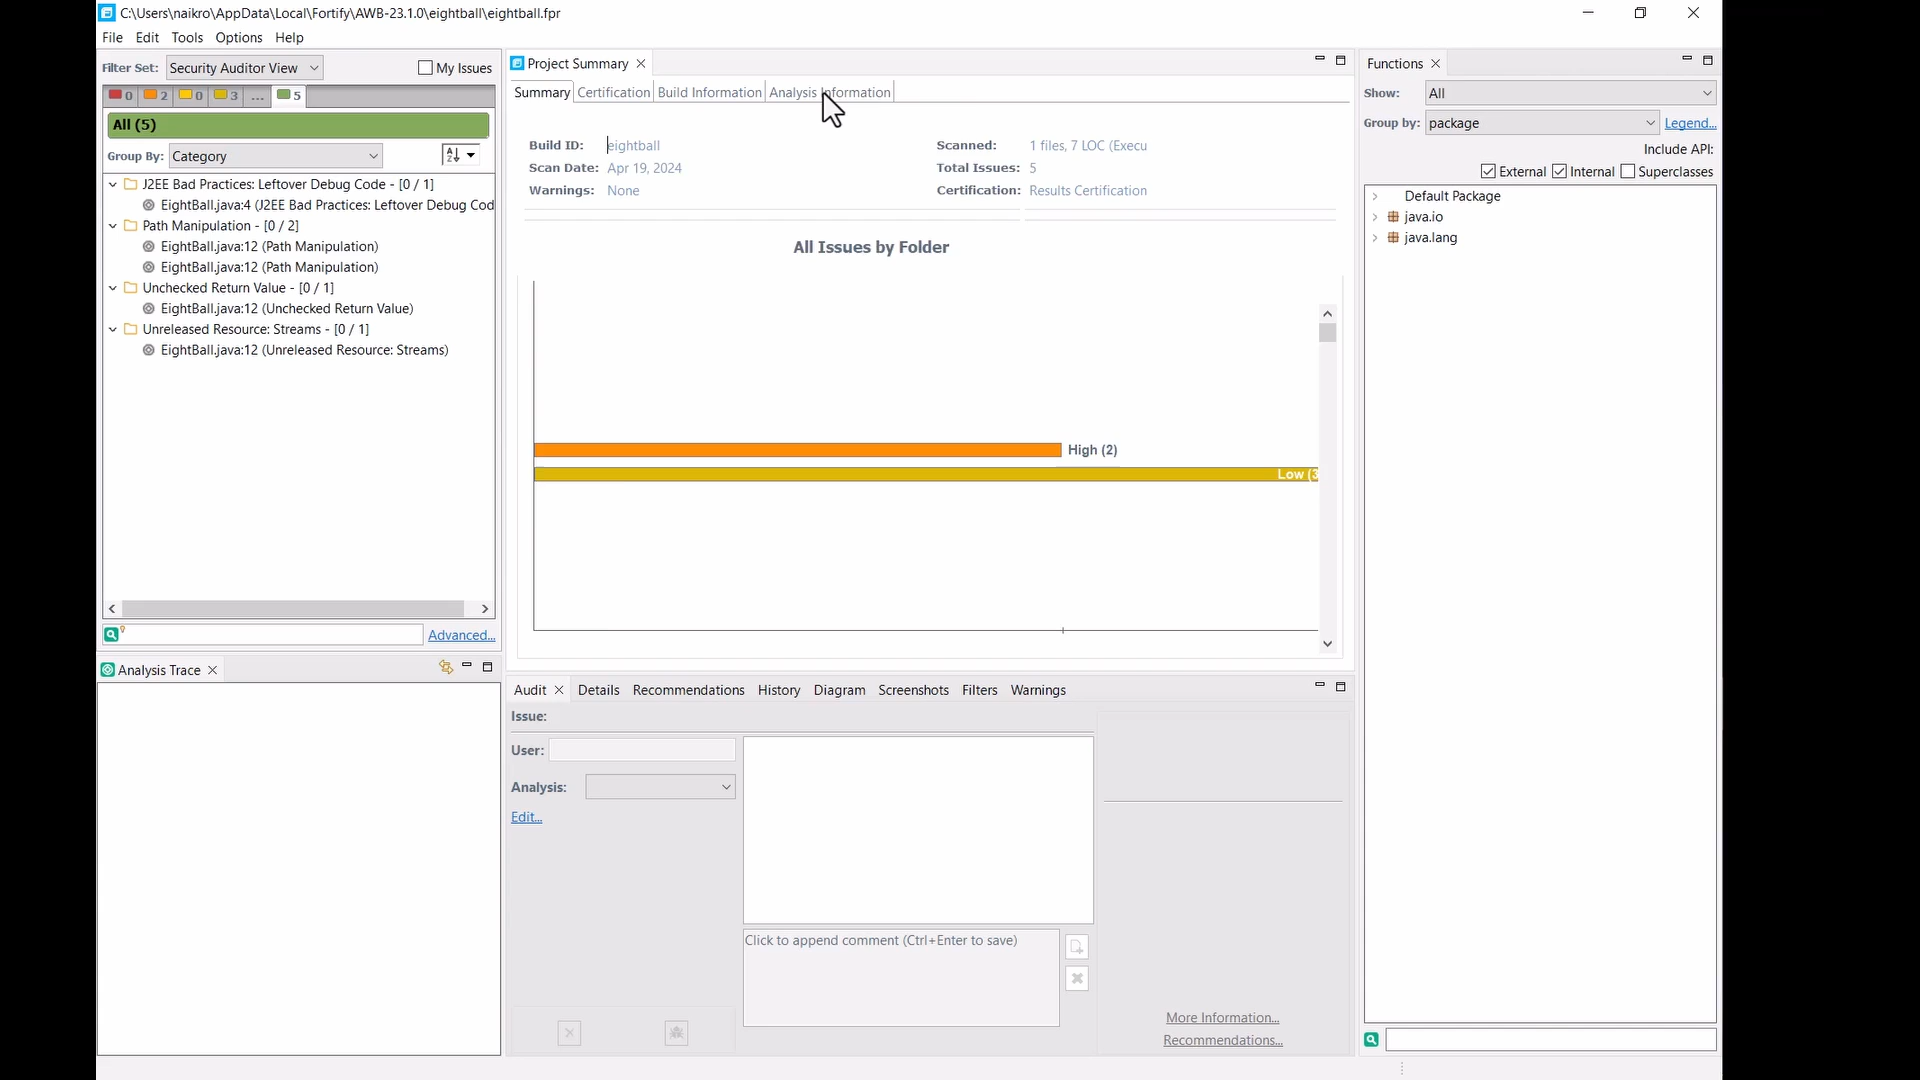 C:\Users\naikro\AppData\Local\Fortify\AWB-23.1.0\eightball\eightball.fpr
File Edit Tools Options Help
Filter Set: Security Auditor View My Issues
0 2 0 3 ... 5
All (5)
Group By: Category
J2EE Bad Practices: Leftover Debug Code - [0 / 1]
EightBall.java:4 (J2EE Bad Practices: Leftover Debug Cod
Path Manipulation - [0 / 2]
EightBall.java:12 (Path Manipulation)
EightBall.java:12 (Path Manipulation)
Unchecked Return Value - [0 / 1]
EightBall.java:12 (Unchecked Return Value)
Unreleased Resource: Streams - [0 / 1]
EightBall.java:12 (Unreleased Resource: Streams)
Advanced...
Analysis Trace
Project Summary
Summary Certification Build Information Analysis Information
Build ID: eightball
Scan Date: Apr 19, 2024
Warnings: None
Scanned: 1 files, 7 LOC (Execu
Total Issues: 5
Certification: Results Certification
All Issues by Folder
High (2)
Low (3
Audit Details Recommendations History Diagram Screenshots Filters Warnings
Issue:
User:
Analysis:
Edit...
Click to append comment (Ctrl+Enter to save)
More Information...
Recommendations...
Functions
Show: All
Group by: package Legend...
Include API:
External Internal Superclasses
Default Package
java.io
java.lang